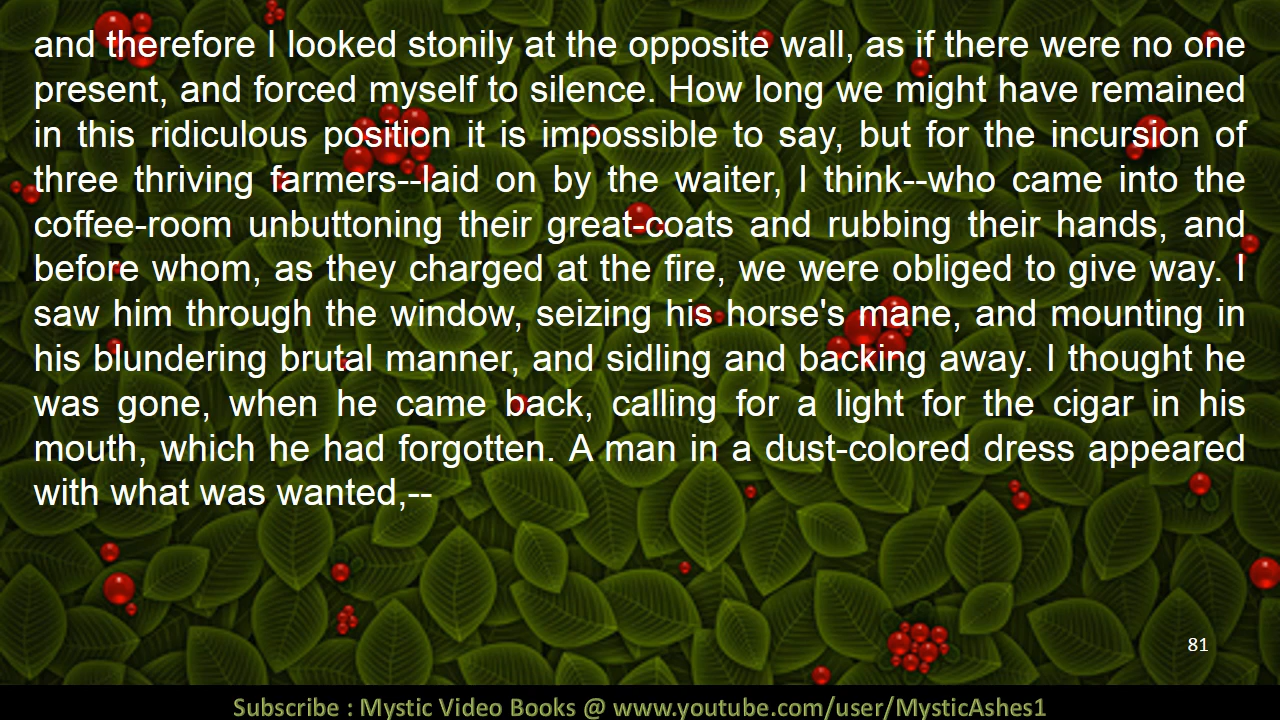 and therefore I looked stonily at the opposite wall, as if there were no one
present, and forced myself to silence. How long we might have remained
in this ridiculous position it is impossible to say, but for the incursion of
three thriving farmers--laid on by the waiter, I think--who came into the
coffee-room unbuttoning their great-coats and rubbing their hands, and
before whom, as they charged at the fire, we were obliged to give way. I
saw him through the window, seizing his horse's mane, and mounting in
his blundering brutal manner, and sidling and backing away. I thought he
was gone, when he came back, calling for a light for the cigar in his
mouth, which he had forgotten. A man in a dust-colored dress appeared
with what was wanted,--
81
Subscribe : Mystic Video Books @ www.youtube.com/user/MysticAshes1